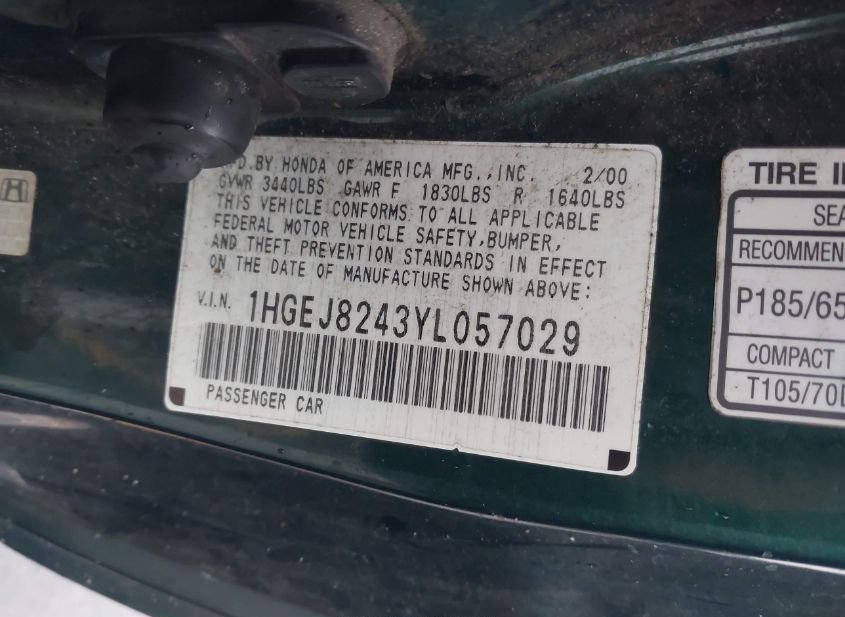 MFD.BY HONDA OF AMERICA MFG.,INC. 2/00
GVWR 3440LBS GAWR F 1830LBS R 1640LBS
THIS VEHICLE CONFORMS TO ALL APPLICABLE
FEDERAL MOTOR VEHICLE SAFETY,BUMPER,
AND THEFT PREVENTION STANDARDS IN EFFECT
ON THE DATE OF MANUFACTURE SHOWN ABOVE:
V.I.N. 1HGEJ8243YL057029
PASSENGER CAR
TIRE
RECOMMEN
P185/65
COMPACT
T105/70D